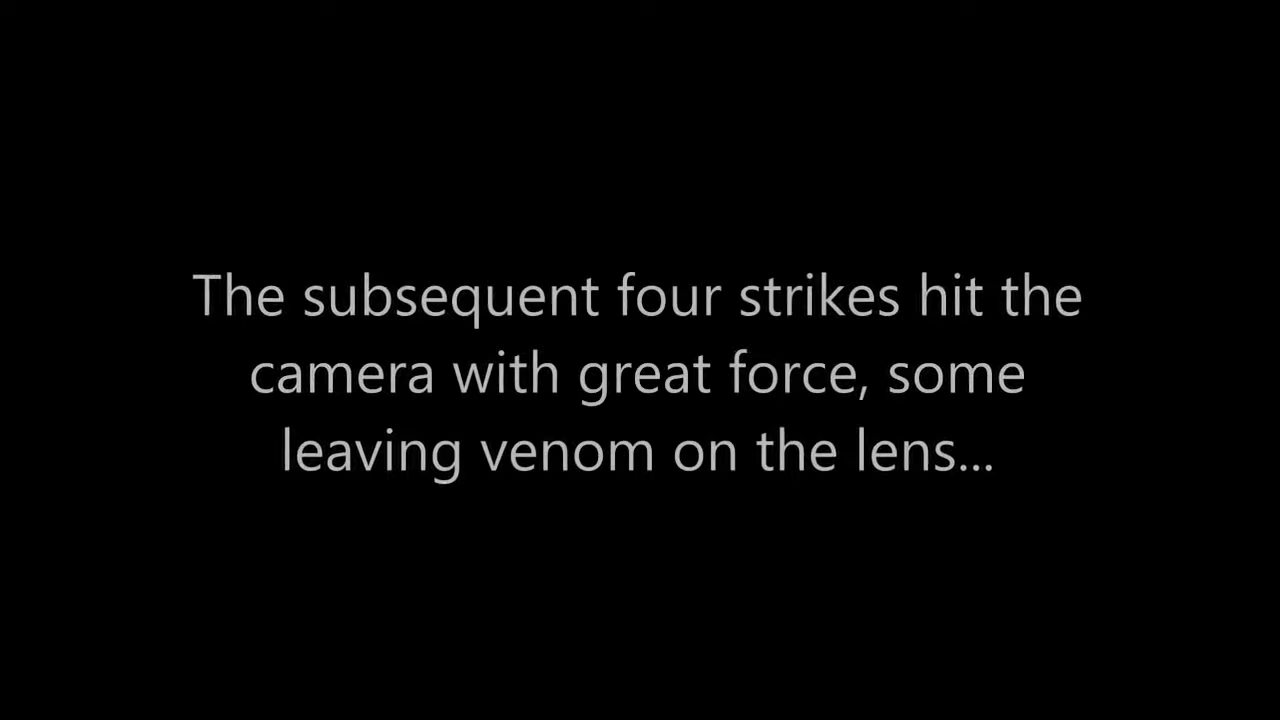 The subsequent four strikes hit the
camera with great force, some
leaving venom on the lens...